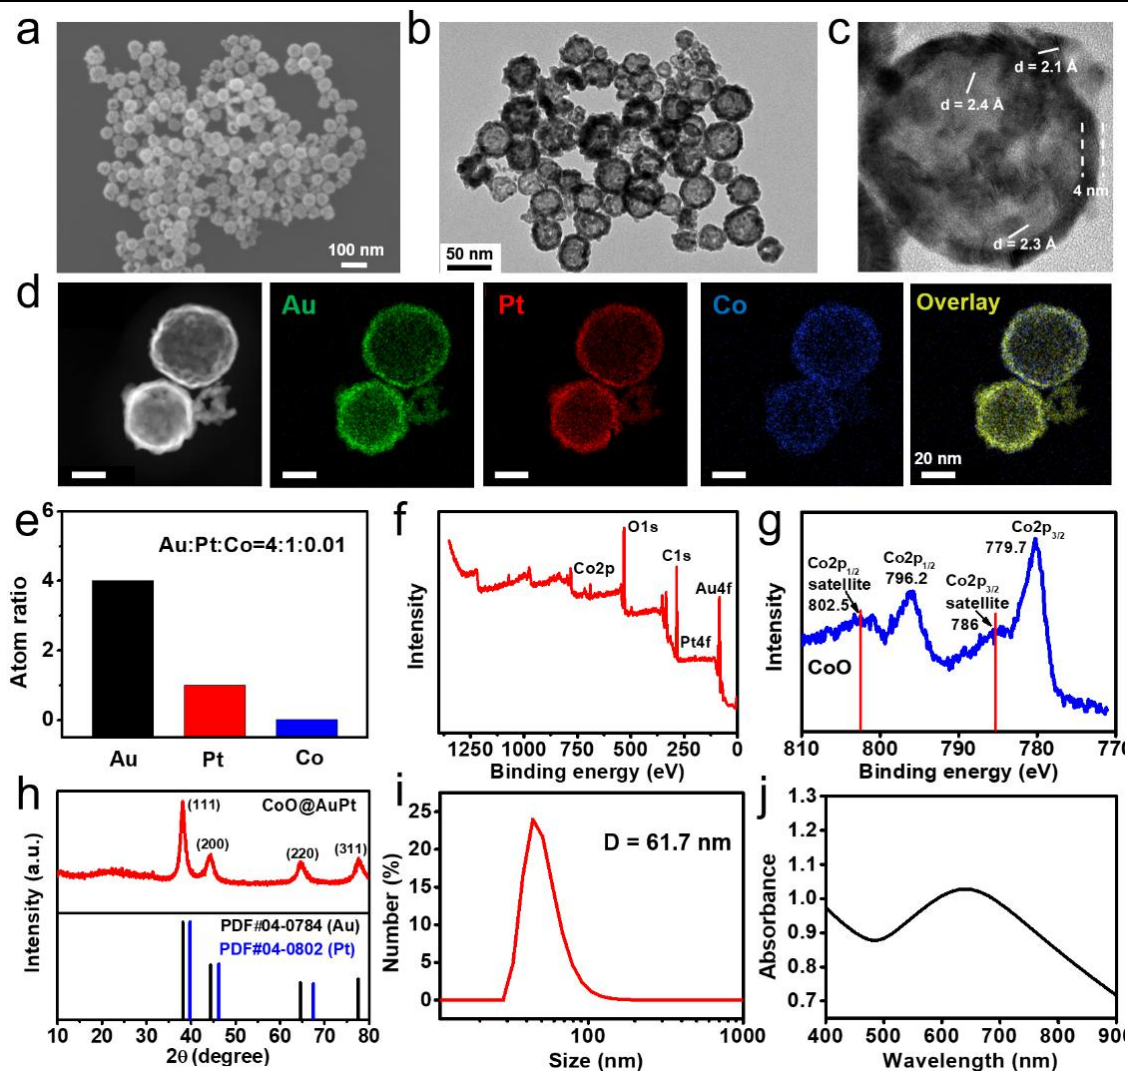 a
100 nm
b
50 nm
c
d = 2.1 Å
d = 2.4 Å
4 nm
d = 2.3 Å
d
Au
Pt
Co
Overlay
20 nm
e
Au:Pt:Co=4:1:0.01
Atom ratio
6
4
2
0
Au Pt Co
f
O1s
C1s
Co2p
Au4f
Pt4f
Intensity
1250 1000 750 500 250 0
Binding energy (eV)
g
Co2p3/2
779.7
Co2p1/2
796.2
Co2p1/2
satellite
802.5
Co2p3/2
satellite
786
CoO
Intensity
810 800 790 780 770
Binding energy (eV)
h
CoO@AuPt
(111)
(200)
(220)
(311)
PDF#04-0784 (Au)
PDF#04-0802 (Pt)
Intensity (a.u.)
10 20 30 40 50 60 70 80
2θ (degree)
i
D = 61.7 nm
Number (%)
25
20
15
10
5
0
100 1000
Size (nm)
j
Absorbance
1.3
1.2
1.1
1.0
0.9
0.8
0.7
400 500 600 700 800 900
Wavelength (nm)